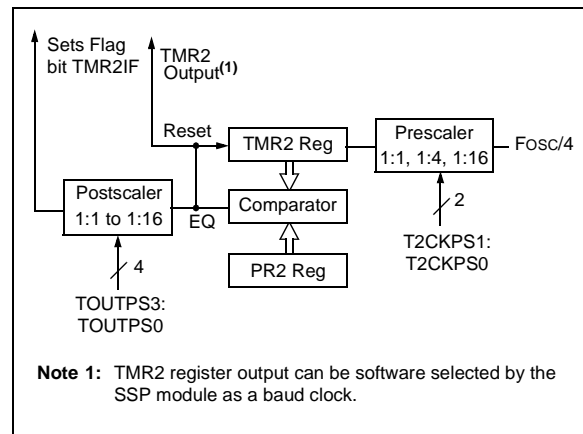 Sets Flag
bit TMR2IF
TMR2
Output(1)
Reset
TMR2 Reg
Prescaler
1:1, 1:4, 1:16
FOSC/4
Postscaler
1:1 to 1:16
EQ
Comparator
2
T2CKPS1:
T2CKPS0
4
PR2 Reg
TOUTPS3:
TOUTPS0
Note 1: TMR2 register output can be software selected by the
SSP module as a baud clock.